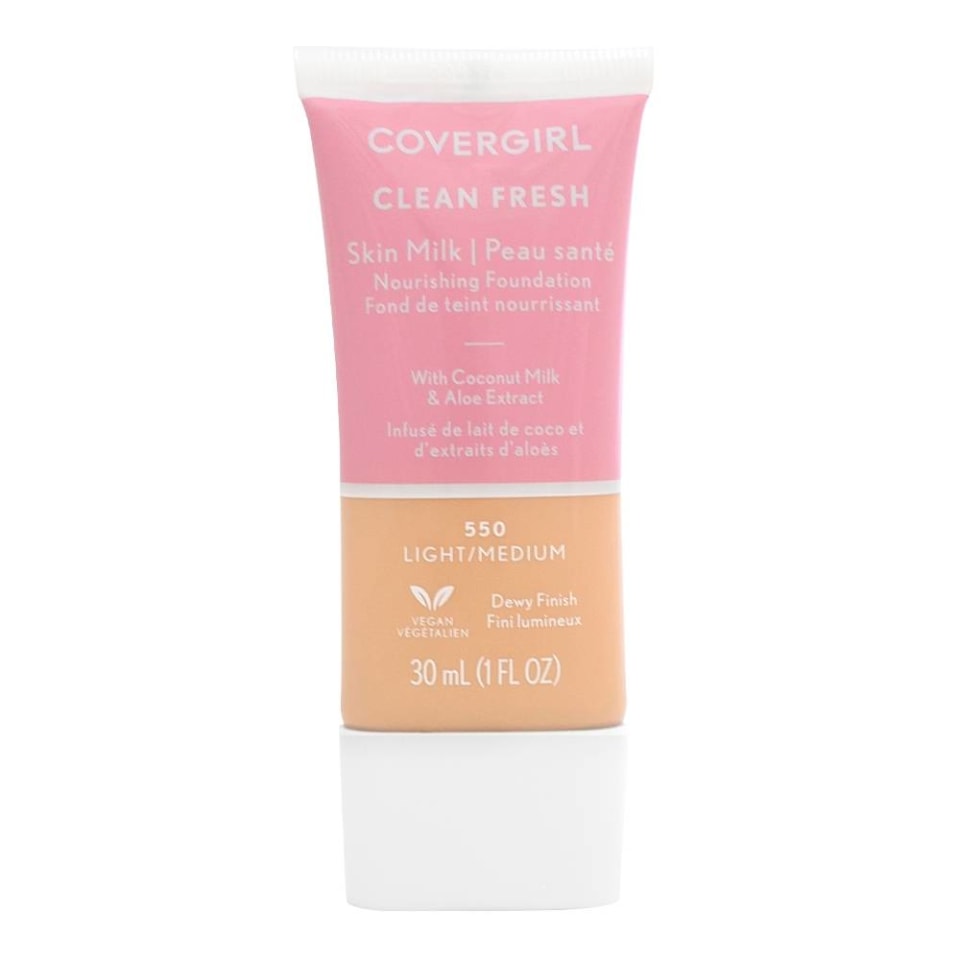 COVERGIRL
CLEAN FRESH
Skin Milk | Peau santé
Nourishing Foundation
Fond de teint nourrissant
With Coconut Milk
& Aloe Extract
Infusé de lait de coco et
d'extraits d'aloès
550
LIGHT/MEDIUM
VEGAN
VÉGÉTALIEN
Dewy Finish
Fini lumineux
30 mL (1 FL OZ)